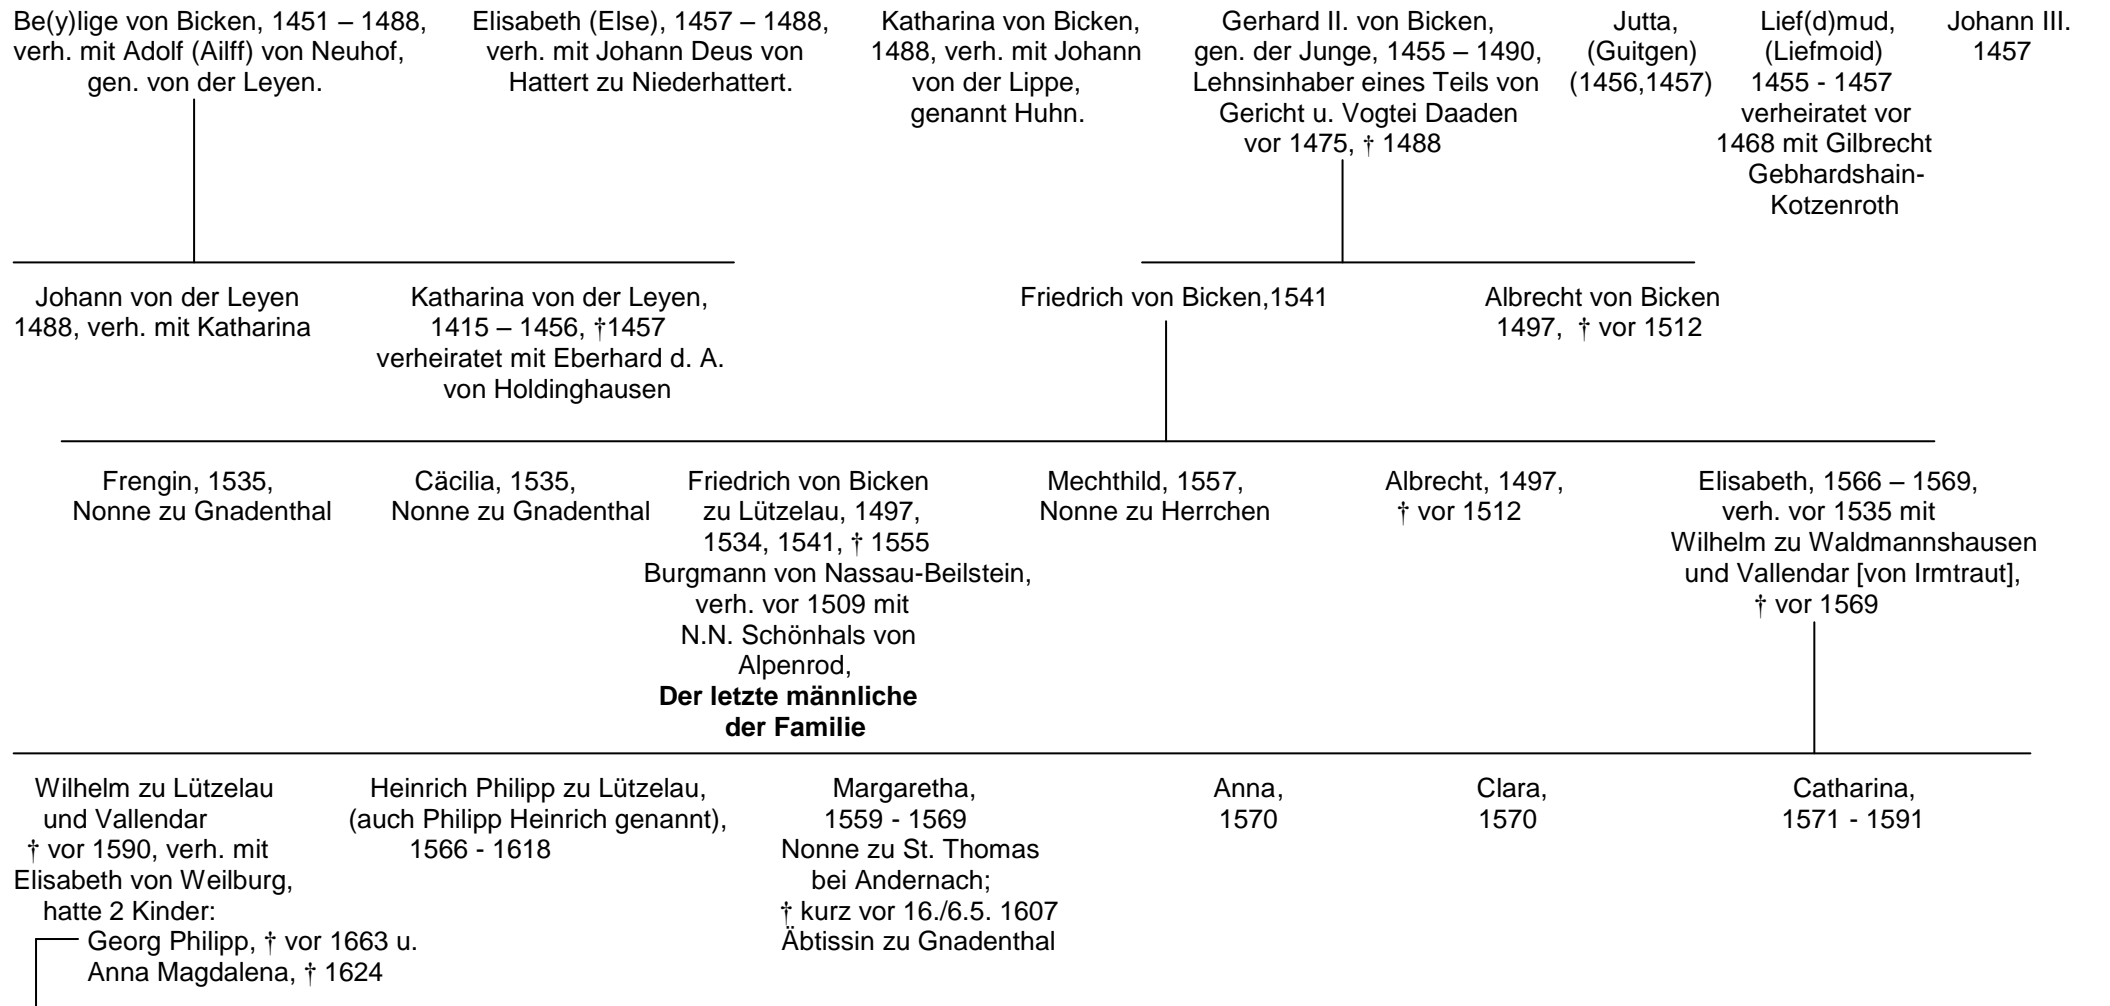 Be(y)lige von Bicken, 1451 – 1488,
verh. mit Adolf (Ailff) von Neuhof,
gen. von der Leyen.
Elisabeth (Else), 1457 – 1488,
verh. mit Johann Deus von
Hattert zu Niederhattert.
Katharina von Bicken,
1488, verh. mit Johann
von der Lippe,
genannt Huhn.
Gerhard II. von Bicken,
gen. der Junge, 1455 – 1490,
Lehnsinhaber eines Teils von
Gericht u. Vogtei Daaden
vor 1475, † 1488
Jutta,
(Guitgen)
(1456,1457)
Lief(d)mud,
(Liefmoid)
1455 - 1457
verheiratet vor
1468 mit Gilbrecht
Gebhardshain-
Kotzenroth
Johann III.
1457
Johann von der Leyen
1488, verh. mit Katharina
Katharina von der Leyen,
1415 – 1456, †1457
verheiratet mit Eberhard d. A.
von Holdinghausen
Friedrich von Bicken,1541
Albrecht von Bicken
1497, † vor 1512
Frengin, 1535,
Nonne zu Gnadenthal
Cäcilia, 1535,
Nonne zu Gnadenthal
Friedrich von Bicken
zu Lützelau, 1497,
1534, 1541, † 1555
Burgmann von Nassau-Beilstein,
verh. vor 1509 mit
N.N. Schönhals von
Alpenrod,
Der letzte männliche
der Familie
Mechthild, 1557,
Nonne zu Herrchen
Albrecht, 1497,
† vor 1512
Elisabeth, 1566 – 1569,
verh. vor 1535 mit
Wilhelm zu Waldmannshausen
und Vallendar [von Irmtraut],
† vor 1569
Wilhelm zu Lützelau
und Vallendar
† vor 1590, verh. mit
Elisabeth von Weilburg,
hatte 2 Kinder:
Georg Philipp, † vor 1663 u.
Anna Magdalena, † 1624
Heinrich Philipp zu Lützelau,
(auch Philipp Heinrich genannt),
1566 - 1618
Margaretha,
1559 - 1569
Nonne zu St. Thomas
bei Andernach;
† kurz vor 16./6.5. 1607
Äbtissin zu Gnadenthal
Anna,
1570
Clara,
1570
Catharina,
1571 - 1591